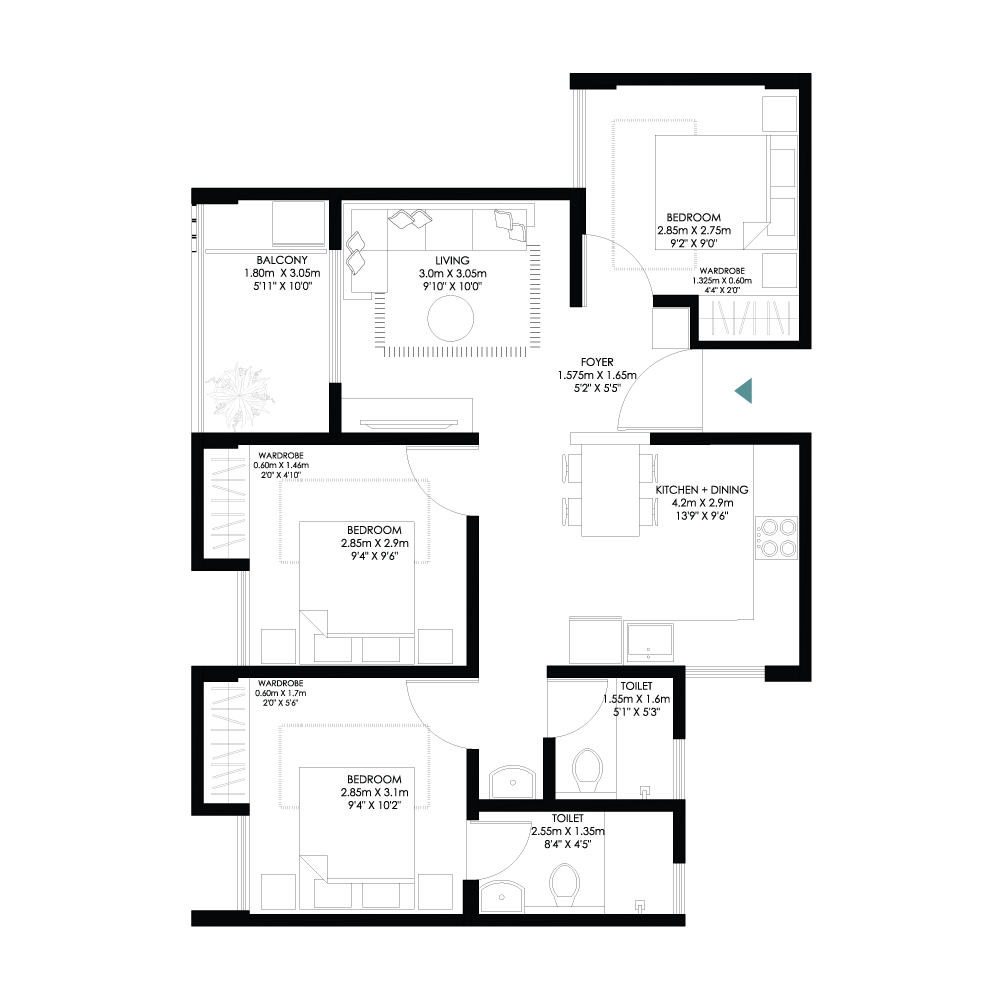 BEDROOM
2.85m X 2.75m
9'2" X 9'0"
WARDROBE
1.325m X 0.60m
4'4" X 2'0"
BALCONY
1.80m X 3.05m
5'11" X 10'0"
LIVING
3.0m X 3.05m
9'10" X 10'0"
FOYER
1.575m X 1.65m
5'2" X 5'5"
WARDROBE
0.60m X 1.46m
2'0" X 4'10"
BEDROOM
2.85m X 2.9m
9'4" X 9'6"
KITCHEN + DINING
4.2m X 2.9m
13'9" X 9'6"
WARDROBE
0.60m X 1.7m
2'0" X 5'6"
TOILET
1.55m X 1.6m
5'1" X 5'3"
BEDROOM
2.85m X 3.1m
9'4" X 10'2"
TOILET
2.55m X 1.35m
8'4" X 4'5"